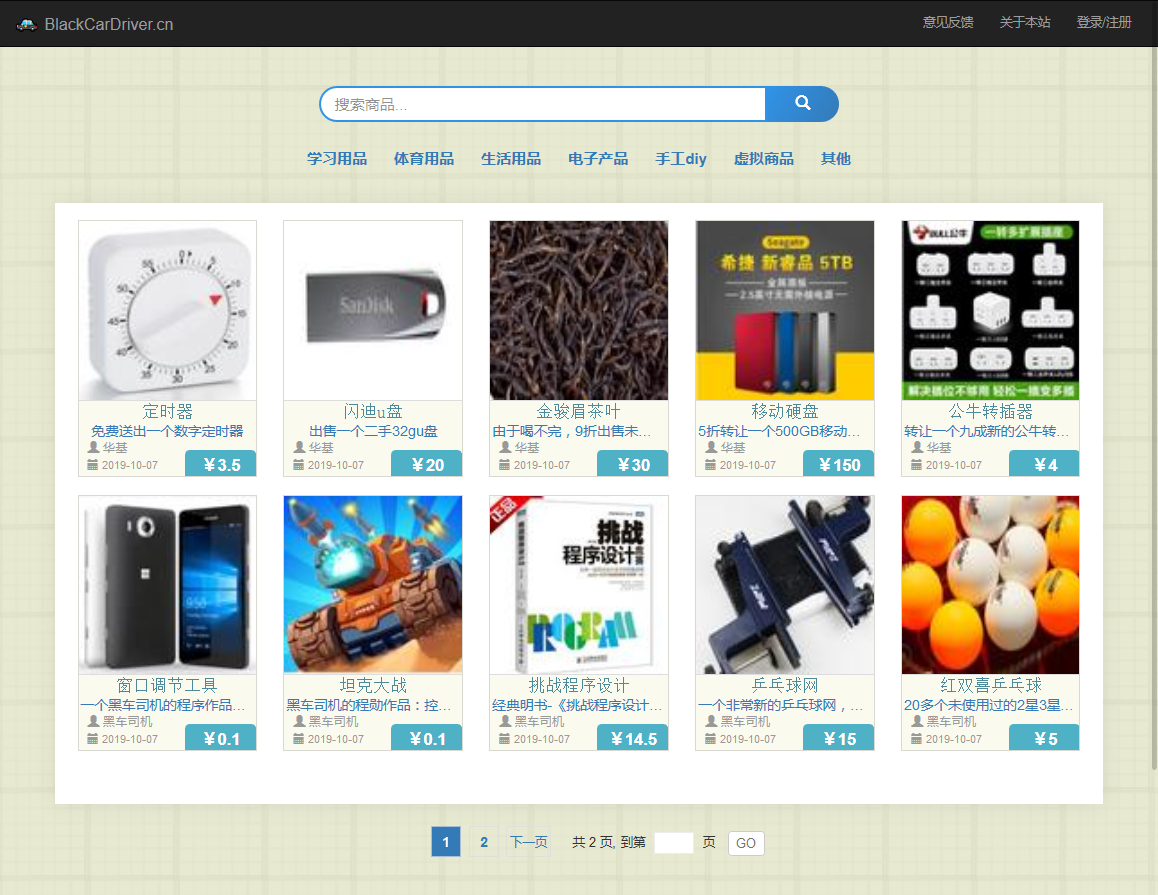 BlackCarDriver.cn
意见反馈 关于本站 登录/注册
搜索商品...
学习用品 体育用品 生活用品 电子产品 手工diy 虚拟商品 其他
SanDisk
Seagate
希捷 新睿品 5TB
金属面板
2.5英寸无需外接电源
BULL公牛 一转多扩展插座
解决插位不够用 轻松一插变多插
定时器 闪迪u盘 金骏眉茶叶 移动硬盘 公牛转插器
免费送出一个数字定时器 出售一个二手32gu盘 由于喝不完，9折出售未... 5折转让一个500GB移动... 转让一个九成新的公牛转...
华基 华基 华基 华基 华基
2019-10-07 ￥3.5 2019-10-07 ￥20 2019-10-07 ￥30 2019-10-07 ￥150 2019-10-07 ￥4
正品
挑战
程序设计
窗口调节工具 坦克大战 挑战程序设计 乒乓球网 红双喜乒乓球
一个黑车司机的程序作品... 黑车司机的程勋作品：控... 经典明书-《挑战程序设计... 一个非常新的乒乓球网，... 20多个未使用过的2星3星...
黑车司机 黑车司机 黑车司机 黑车司机 黑车司机
2019-10-07 ￥0.1 2019-10-07 ￥0.1 2019-10-07 ￥14.5 2019-10-07 ￥15 2019-10-07 ￥5
1 2 下一页 共 2 页, 到第 页 GO